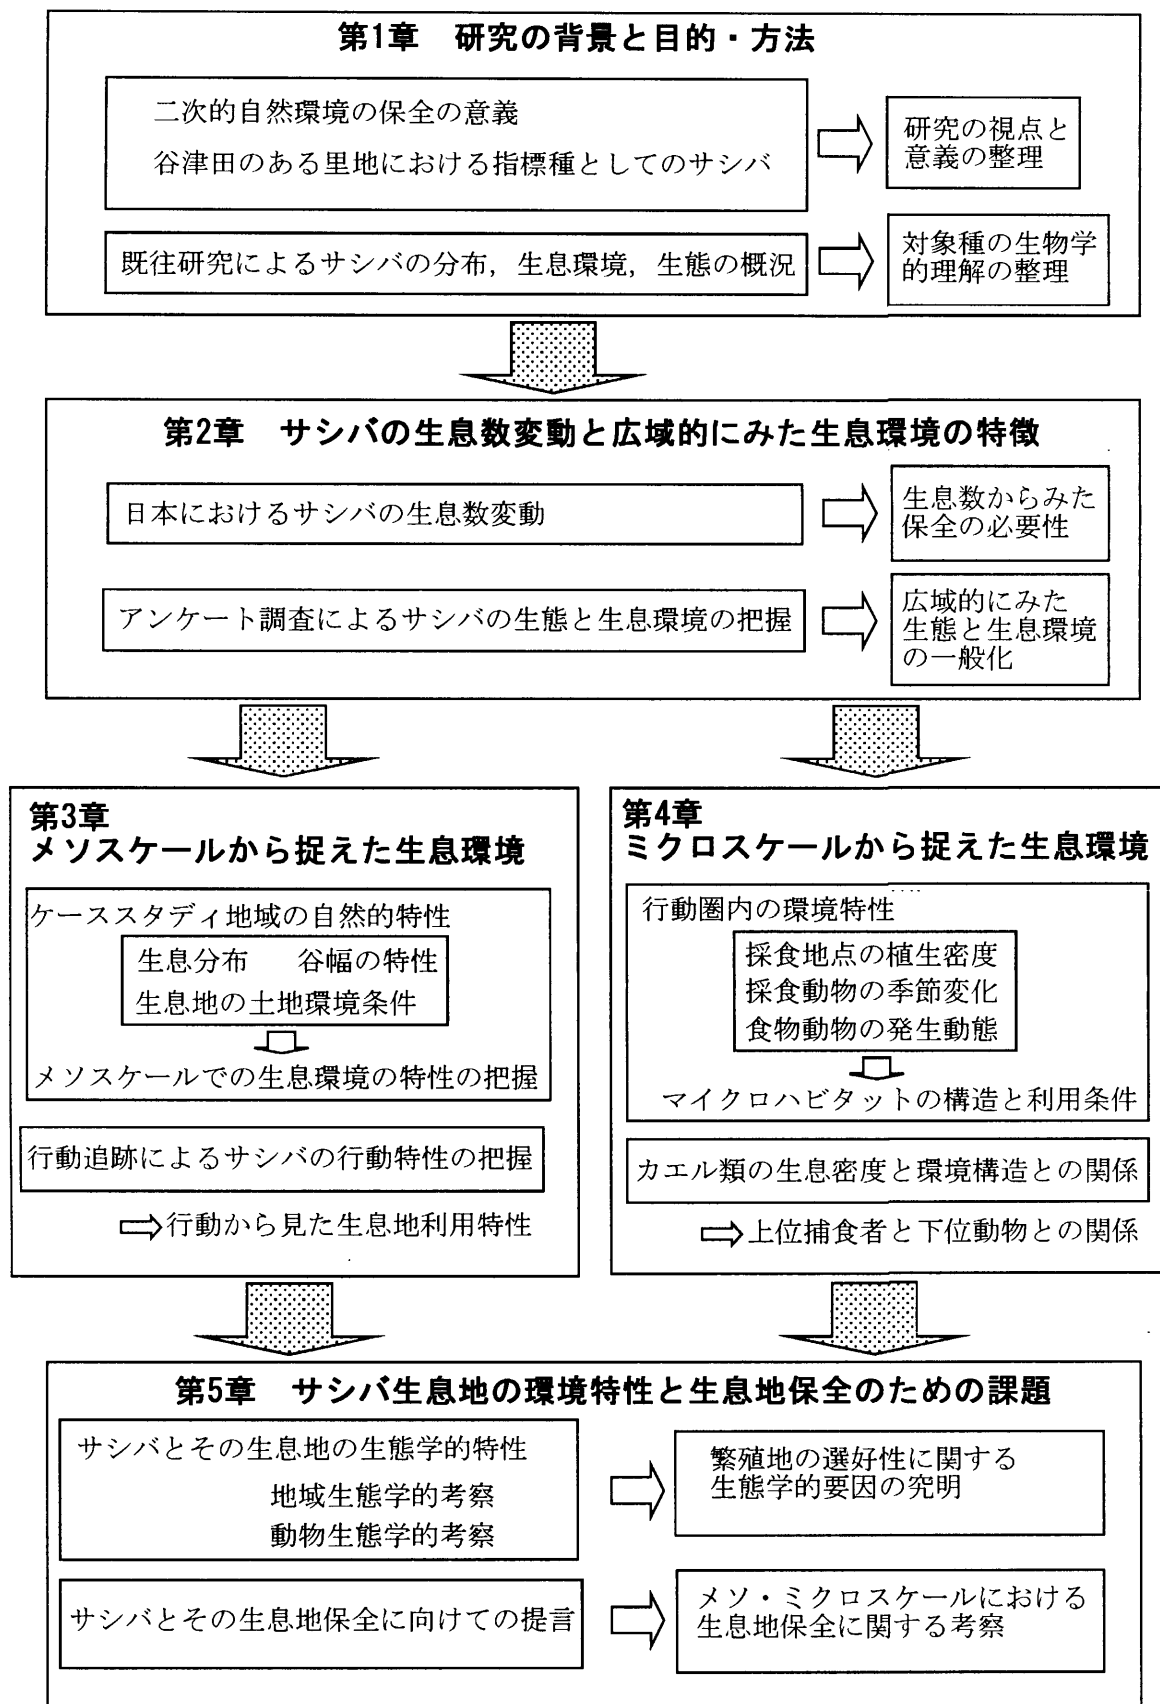 第1章　研究の背景と目的・方法
二次的自然環境の保全の意義
谷津田のある里地における指標種としてのサシバ
研究の視点と
意義の整理
既往研究によるサシバの分布，生息環境，生態の概況
対象種の生物学
的理解の整理
第2章　サシバの生息数変動と広域的にみた生息環境の特徴
日本におけるサシバの生息数変動
生息数からみた
保全の必要性
アンケート調査によるサシバの生態と生息環境の把握
広域的にみた
生態と生息環境
の一般化
第3章
メソスケールから捉えた生息環境
ケーススタディ地域の自然的特性
生息分布　谷幅の特性
生息地の土地環境条件
メソスケールでの生息環境の特性の把握
行動追跡によるサシバの行動特性の把握
行動から見た生息地利用特性
第4章
ミクロスケールから捉えた生息環境
行動圏内の環境特性
採食地点の植生密度
採食動物の季節変化
食物動物の発生動態
マイクロハビタットの構造と利用条件
カエル類の生息密度と環境構造との関係
上位捕食者と下位動物との関係
第5章　サシバ生息地の環境特性と生息地保全のための課題
サシバとその生息地の生態学的特性
地域生態学的考察
動物生態学的考察
繁殖地の選好性に関する
生態学的要因の究明
サシバとその生息地保全に向けての提言
メソ・ミクロスケールにおける
生息地保全に関する考察